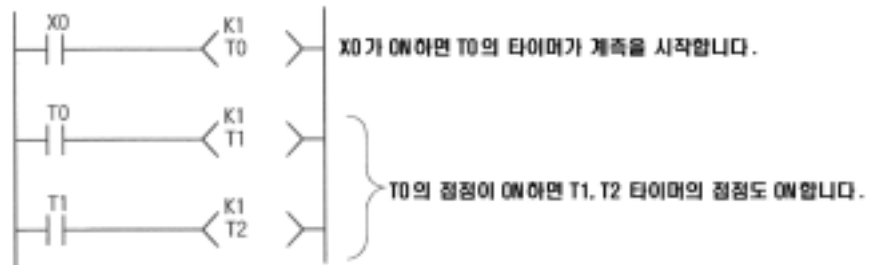 X0
K1
T0
X0가 ON하면 T0의 타이머가 계측을 시작합니다.
T0
K1
T1
T0의 접점이 ON하면 T1, T2 타이머의 접점도 ON합니다.
T1
K1
T2